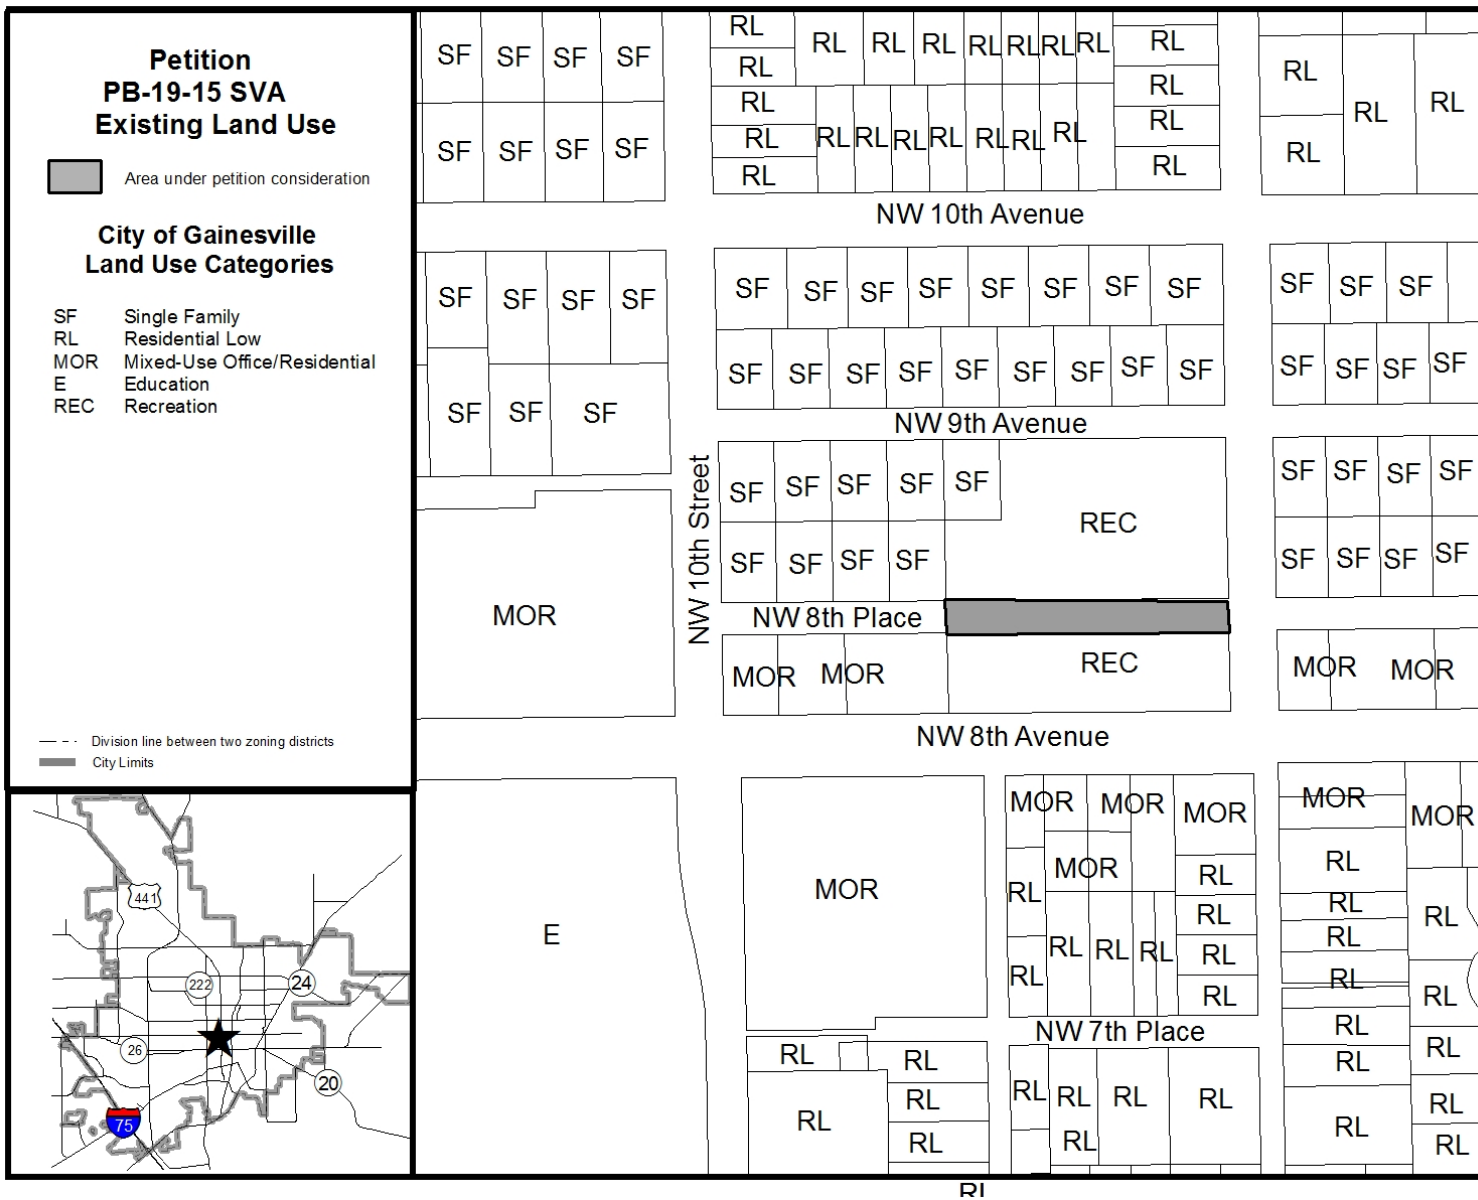 Petition
PB-19-15 SVA
Existing Land Use
Area under petition consideration
City of Gainesville
Land Use Categories
SF Single Family
RL Residential Low
MOR Mixed-Use Office/Residential
E Education
REC Recreation
Division line between two zoning districts
City Limits
441
222
24
26
20
75
SF SF SF SF
SF SF SF SF
RL RL RL RL RL RL RL RL RL
RL RL
RL RL
RL RL RL RL RL RL RL RL RL
RL RL
RL RL RL
RL
NW 10th Avenue
SF SF SF SF
SF SF SF
SF SF SF SF SF SF SF SF
SF SF SF SF SF SF SF SF SF
SF SF SF
SF SF SF SF
NW 9th Avenue
NW 10th Street
SF SF SF SF SF
REC
SF SF SF SF
SF SF SF SF
SF SF SF SF
MOR
NW 8th Place
MOR MOR
REC
MOR MOR
NW 8th Avenue
E
MOR
MOR MOR MOR
MOR RL
RL RL
RL RL RL RL
RL RL
MOR MOR
RL
RL RL
RL
RL RL
NW 7th Place
RL RL
RL RL
RL
RL RL RL RL
RL
RL
RL RL
RL RL
RL
RL